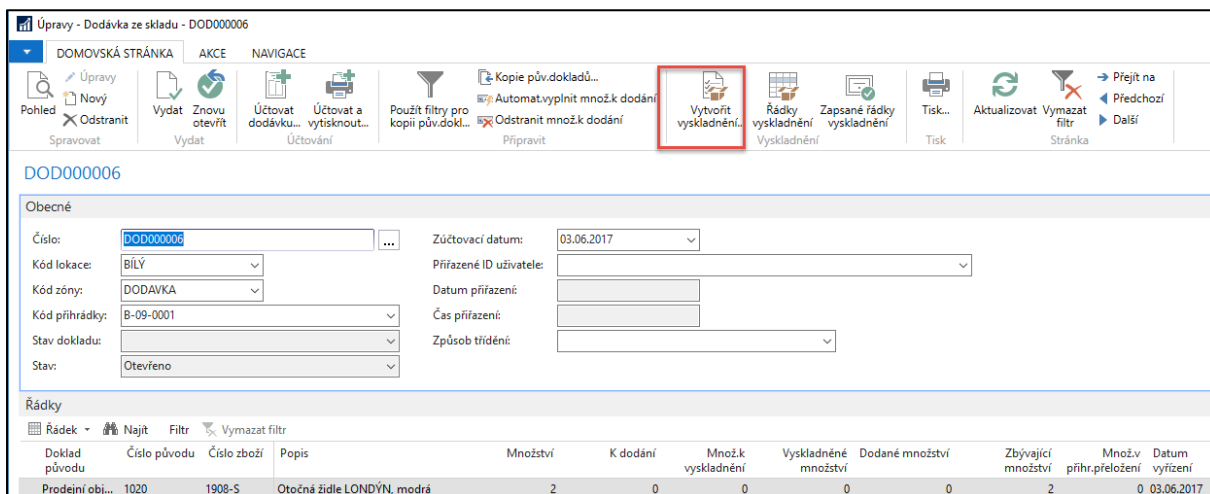 Úpravy - Dodávka ze skladu - DOD000006
DOMOVSKÁ STRÁNKA AKCE NAVIGACE
Pohled
Úpravy
Nový
Odstranit
Spravovat
Vydat
Znovu otevřít
Vydat
Účtovat dodávku...
Účtovat a vytisknout...
Účtování
Použít filtry pro kopii pův.dokl...
Kopie pův.dokladů...
Automat.vyplnit množ.k dodání
Odstranit množ.k dodání
Připravit
Vytvořit vyskladnění..
Řádky vyskladnění
Zapsané řádky vyskladnění
Vyskladnění
Tisk...
Tisk
Aktualizovat
Vymazat filtr
Přejít na
Předchozí
Další
Stránka
DOD000006
Obecné
Číslo: DOD000006 ...
Kód lokace: BÍLÝ
Kód zóny: DODAVKA
Kód přihrádky: B-09-0001
Stav dokladu:
Stav: Otevřeno
Zúčtovací datum: 03.06.2017
Přiřazené ID uživatele:
Datum přiřazení:
Čas přiřazení:
Způsob třídění:
Řádky
Řádek Najít Filtr Vymazat filtr
Doklad původu Číslo původu Číslo zboží Popis Množství K dodání Množ.k vyskladnění Vyskladněné množství Dodané množství Zbývající množství Množ.v přihr.přeložení Datum vyřízení
Prodejní obj... 1020 1908-S Otočná židle LONDÝN, modrá 2 0 0 0 0 2 0 03.06.2017